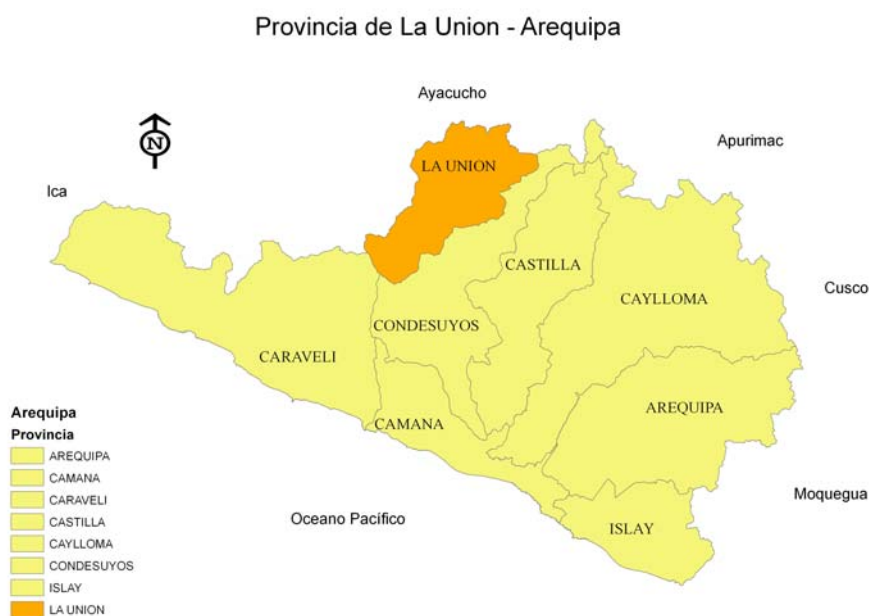 Provincia de La Union - Arequipa
Ayacucho
Apurimac
N
Ica
LA UNION
CASTILLA
CAYLLOMA
Cusco
CONDESUYOS
CARAVELI
AREQUIPA
CAMANA
Moquegua
Oceano Pacífico
ISLAY
Arequipa
Provincia
AREQUIPA
CAMANA
CARAVELI
CASTILLA
CAYLLOMA
CONDESUYOS
ISLAY
LA UNION